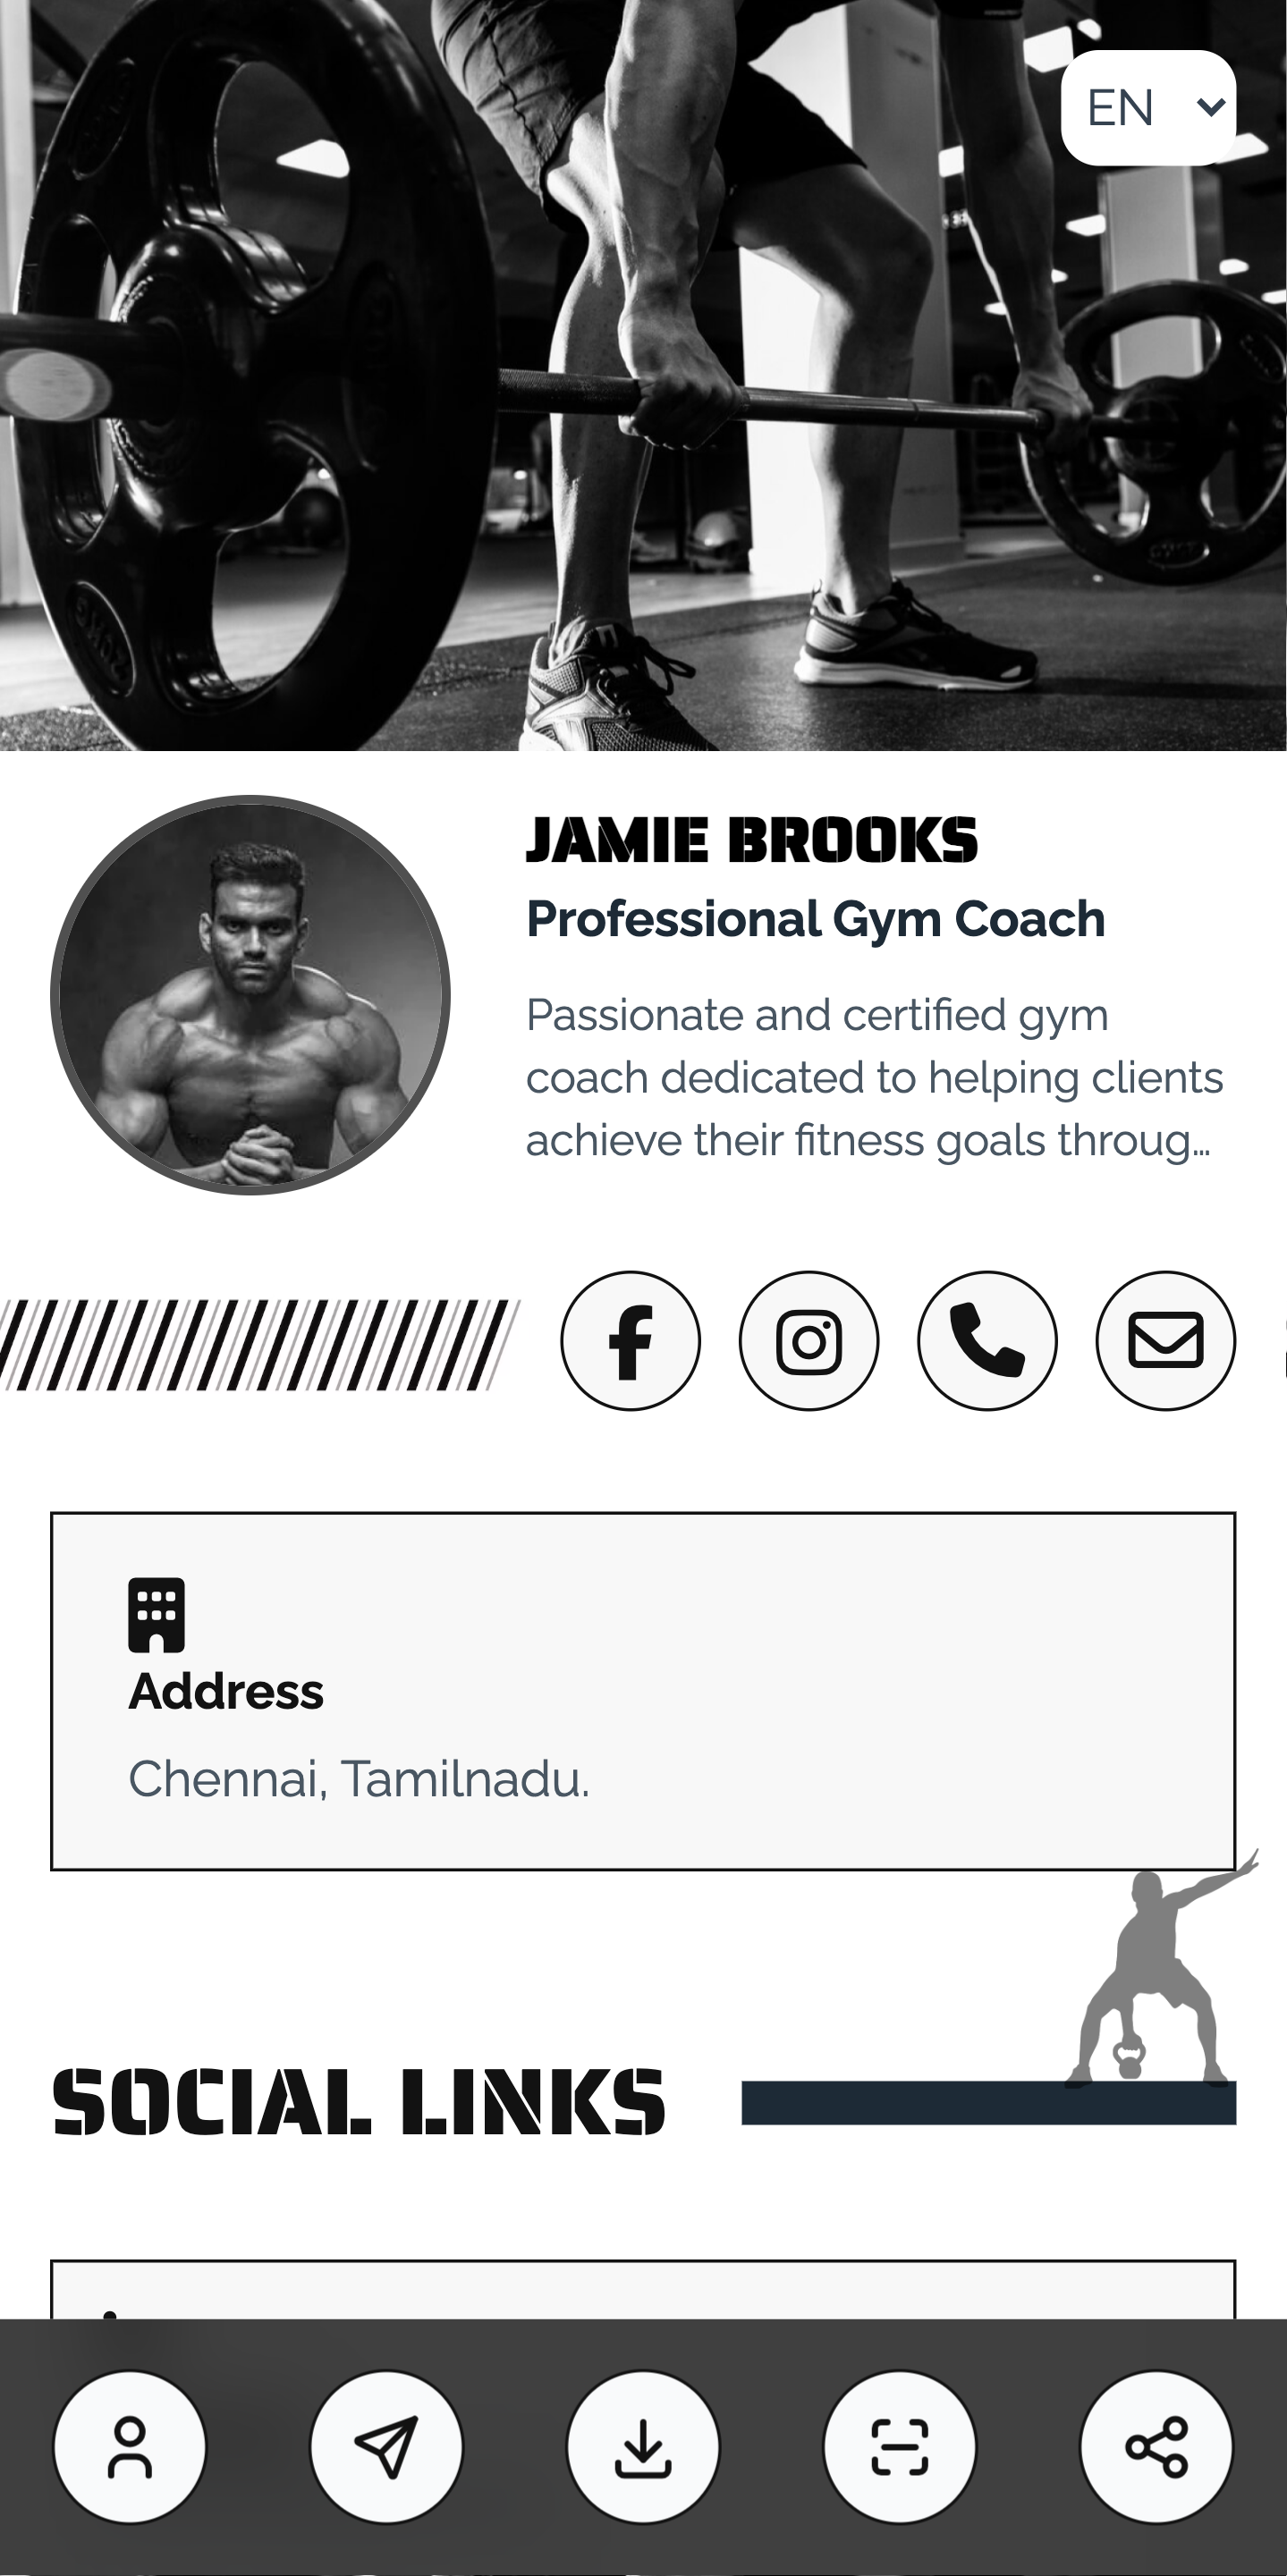 EN
JAMIE BROOKS
Professional Gym Coach
Passionate and certified gym
coach dedicated to helping clients
achieve their fitness goals throug...
Address
Chennai, Tamilnadu.
SOCIAL LINKS